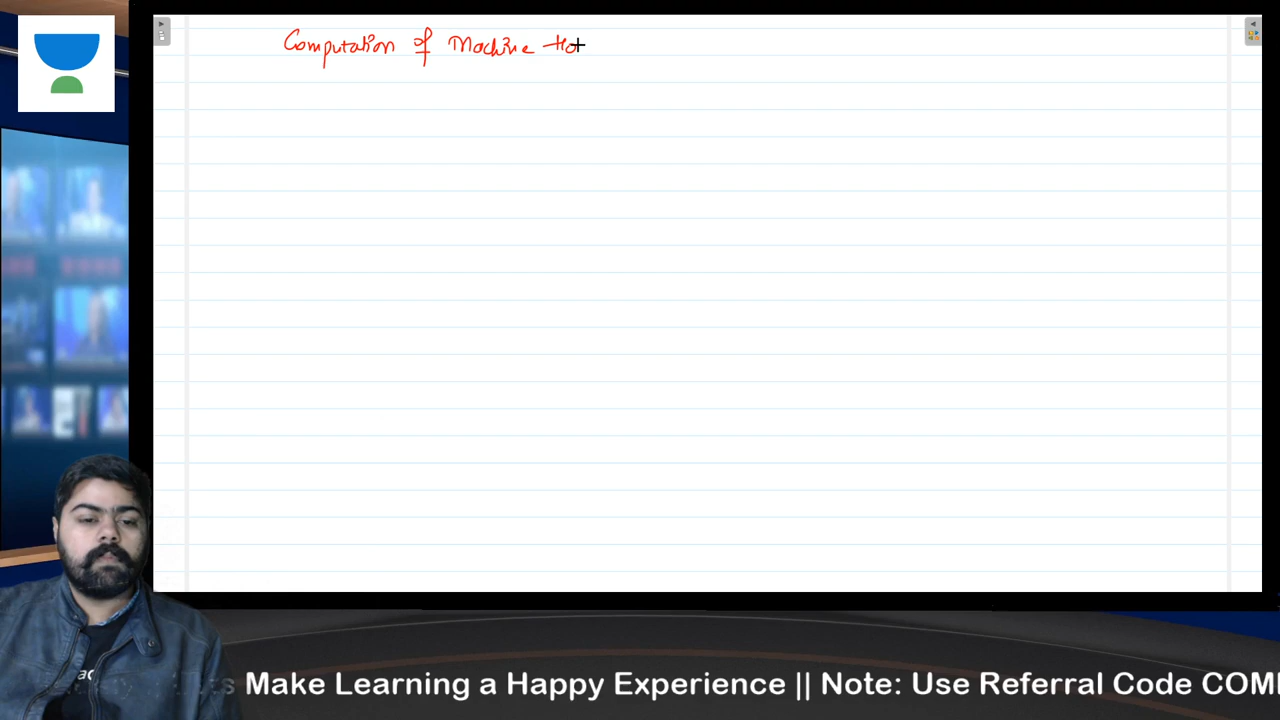 Computation of Machine Ho
Make Learning a Happy Experience || Note: Use Referral Code COM